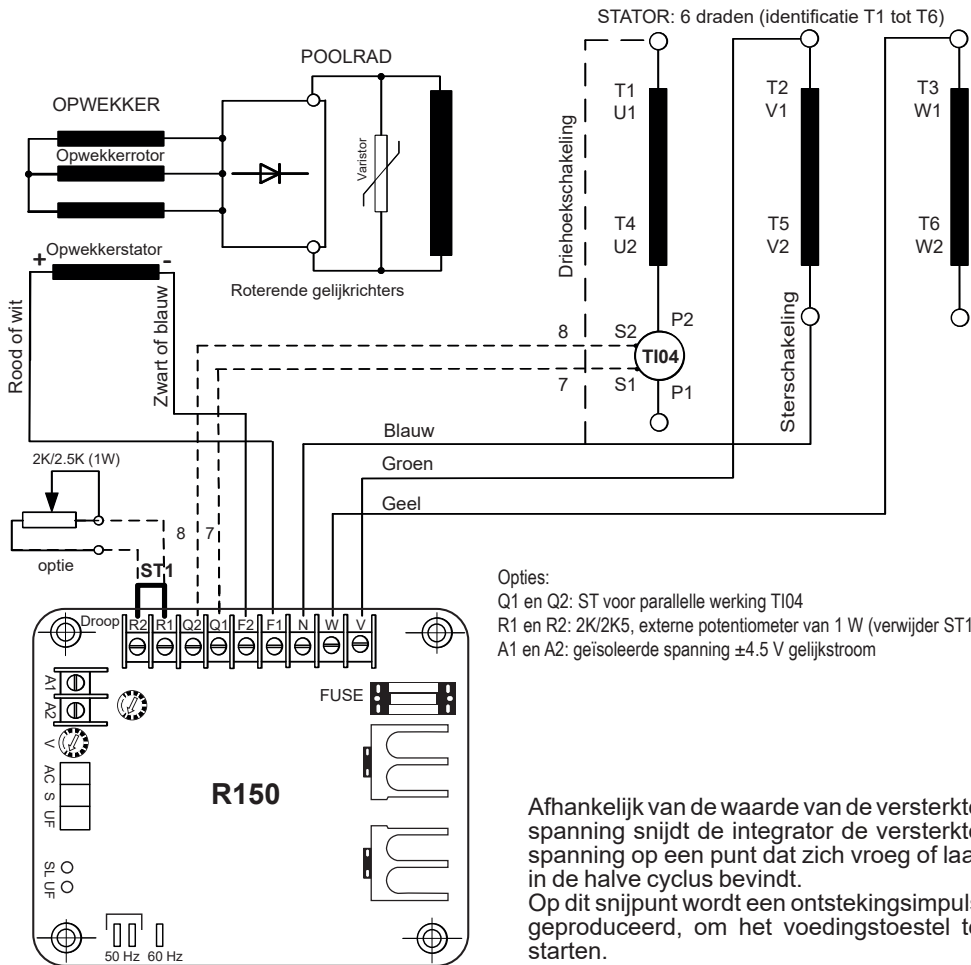 STATOR: 6 draden (identificatie T1 tot T6)
POOLRAD
OPWEKKER
Opwekkerrotor
Varistor
Driehoekschakeling
T1
U1
T2
V1
T3
W1
T4
U2
T5
V2
T6
W2
+ Opwekkerstator -
Roterende gelijkrichters
Rood of wit
Zwart of blauw
Sterschakeling
8 S2 P2
TI04
7 S1 P1
Blauw
Groen
Geel
2K/2.5K (1W)
8 7
optie
ST1
Droop R2 R1 Q2 Q1 F2 F1 N W V
Opties:
Q1 en Q2: ST voor parallelle werking TI04
R1 en R2: 2K/2K5, externe potentiometer van 1 W (verwijder ST1
A1 en A2: geïsoleerde spanning ±4.5 V gelijkstroom
A1
A2
FUSE
V
AC
S
UF
R150
SL
UF
50 Hz 60 Hz
Afhankelijk van de waarde van de versterkte
spanning snijdt de integrator de versterkte
spanning op een punt dat zich vroeg of laa
in de halve cyclus bevindt.
Op dit snijpunt wordt een ontstekingsimpuls
geproduceerd, om het voedingstoestel te
starten.